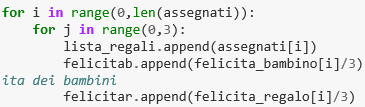 for i in range(0,len(assegnati)):
for j in range(0,3):
lista_regali.append(assegnati[i])
felicitab.append(felicita_bambino[i]/3)
ita dei bambini
felicitar.append(felicita_regalo[i]/3)